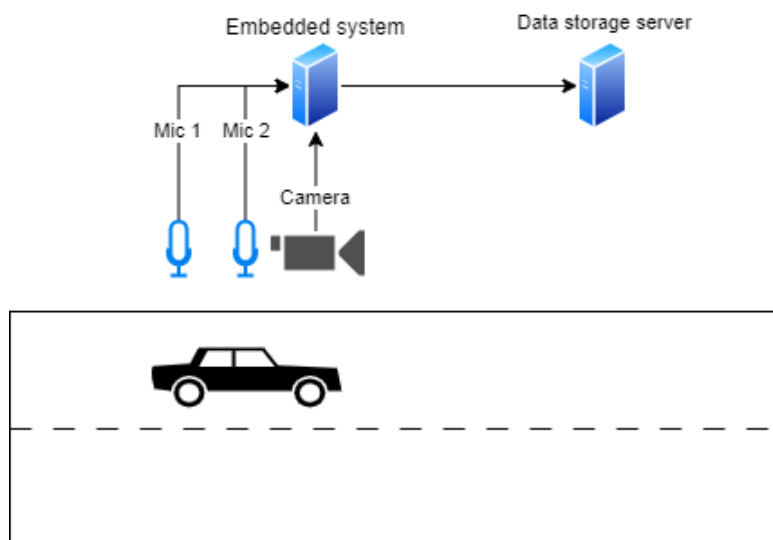 Embedded system
Data storage server
Mic 1
Mic 2
Camera